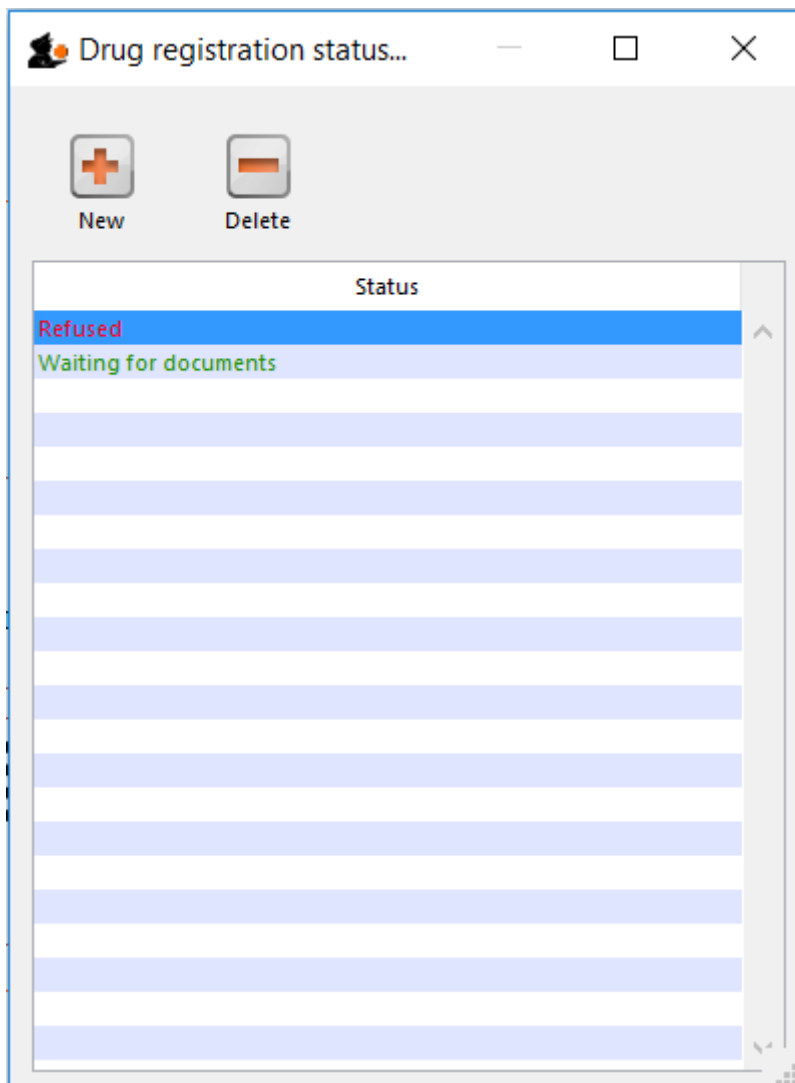 Drug registration status...
New Delete
Status
Refused
Waiting for documents